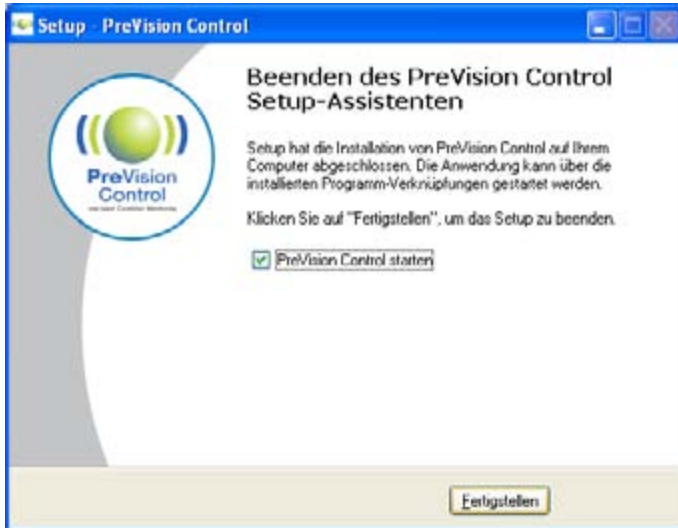 Setup - PreVision Control
Beenden des PreVision Control
Setup-Assistenten
PreVision
Control
Setup hat die Installation von PreVision Control auf Ihrem
Computer abgeschlossen. Die Anwendung kann über die
installierten Programm-Verknüpfungen gestartet werden.
Klicken Sie auf "Fertigstellen", um das Setup zu beenden.
PreVision Control starten
Fertigstellen